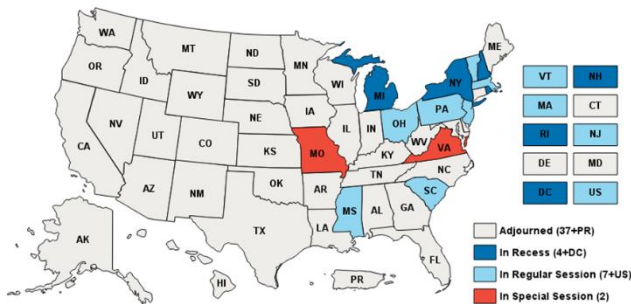 WA
MT
ND
MN
ME
OR
ID
SD
WI
NY
WY
MI
IA
NE
PA
NV
OH
IL
IN
UT
CO
WV
VA
CA
KS
MO
KY
NC
TN
AZ
NM
OK
AR
SC
MS
AL
GA
TX
LA
AK
FL
HI
PR
VT NH
MA CT
RI NJ
DE MD
DC US
Adjourned (37+PR)
In Recess (4+DC)
In Regular Session (7+US)
In Special Session (2)